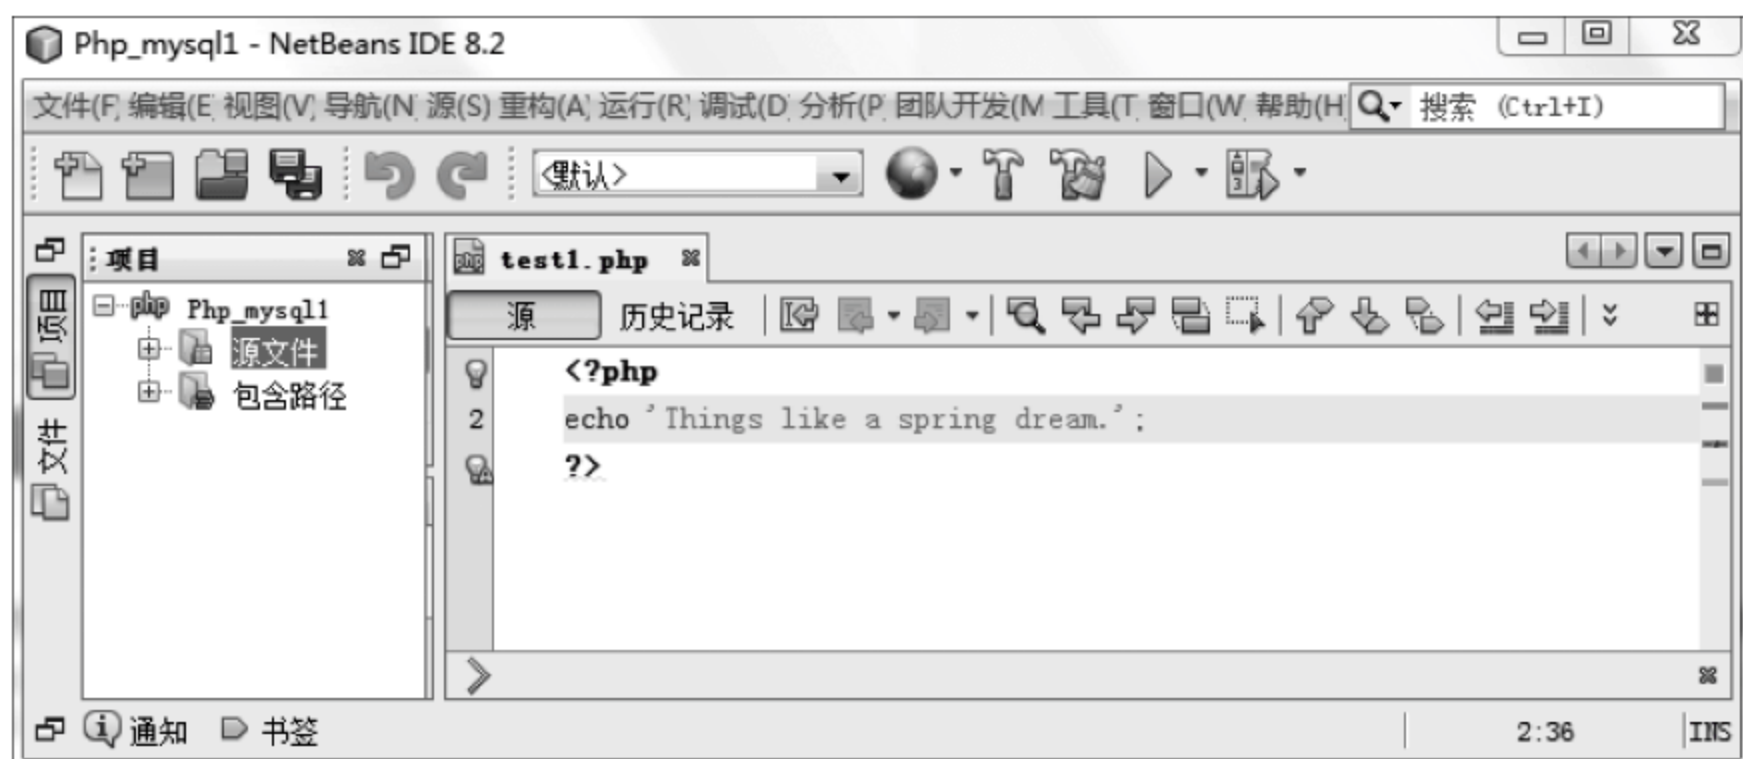 Php_mysql1 - NetBeans IDE 8.2
文件(F 编辑(E 视图(V 导航(N 源(S) 重构(A 运行(R 调试(D 分析(P 团队开发(M 工具(T 窗口(W 帮助(H 搜索 (Ctrl+I)
<默认>
项目
test1.php
项目
文件
php Php_mysql1
源文件
包含路径
源 历史记录
<?php
2 echo 'Things like a spring dream.';
?>
通知 书签 2:36 INS